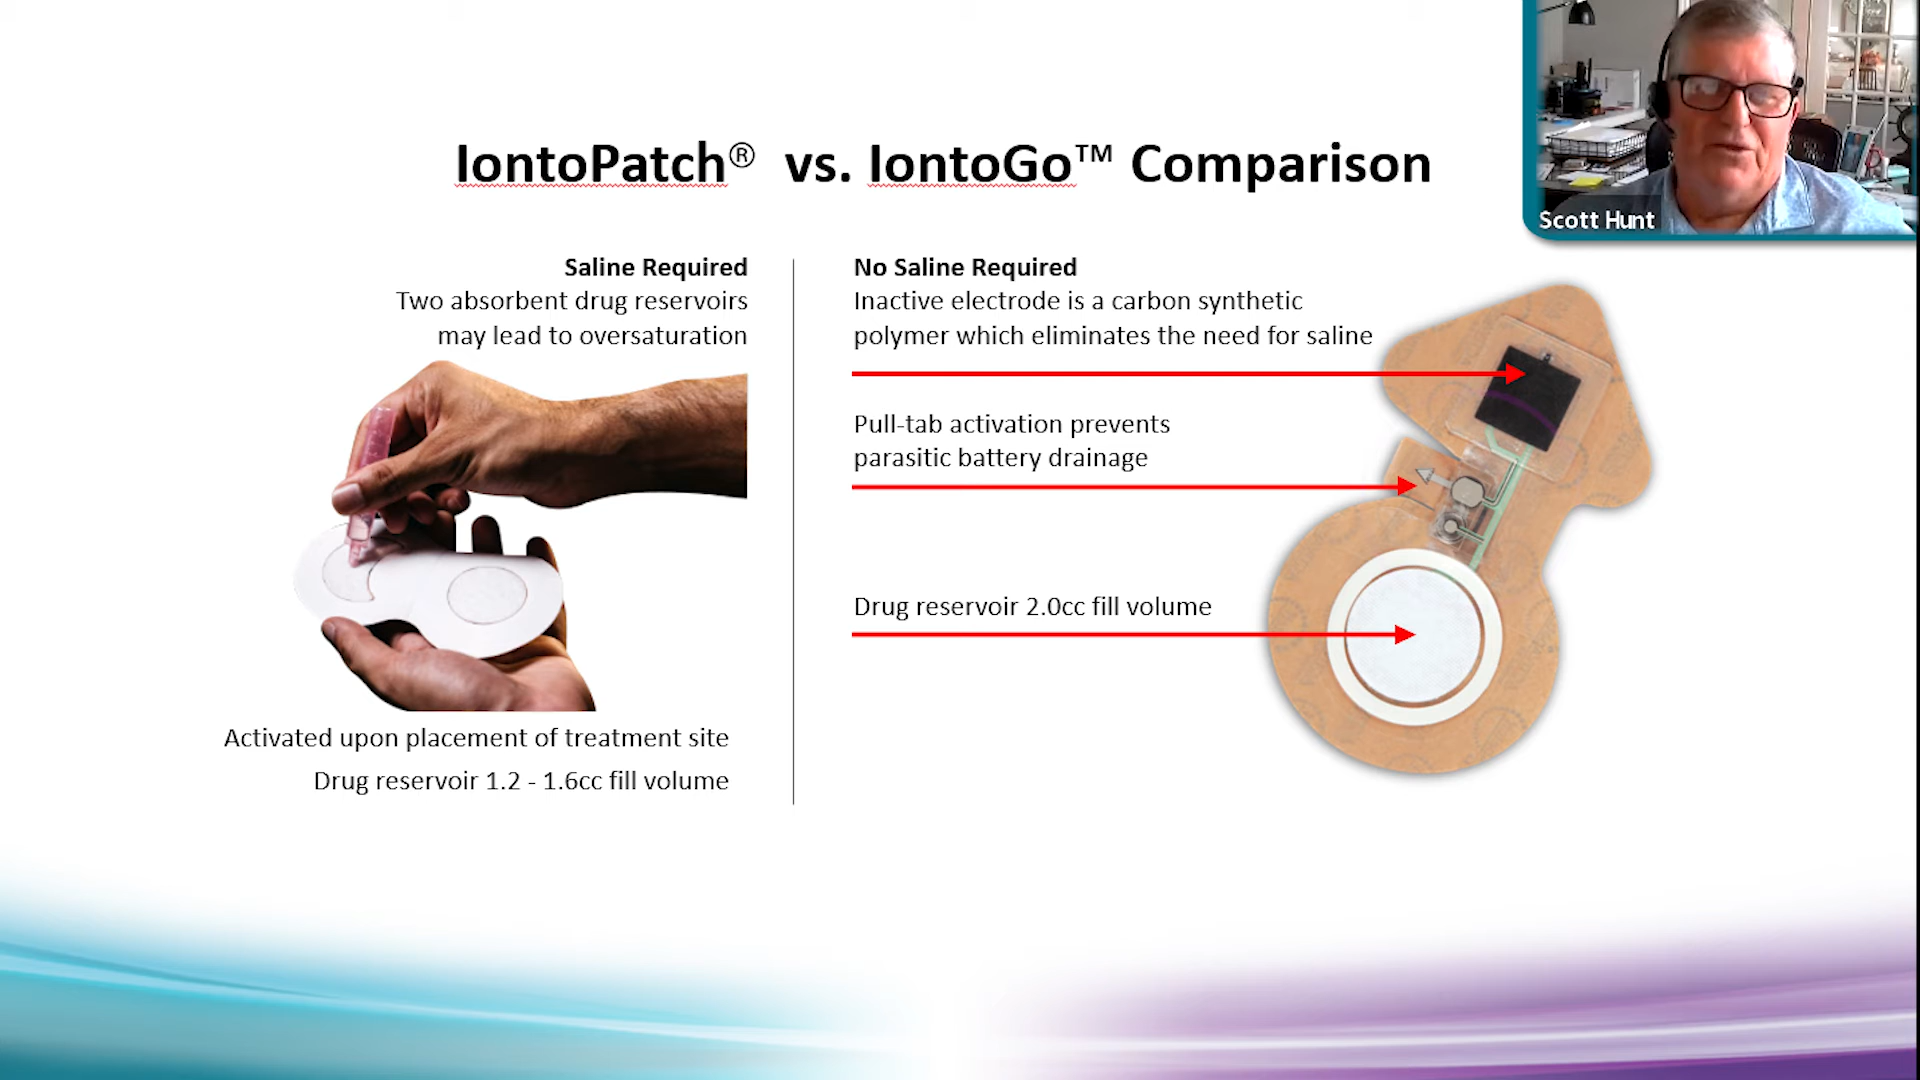 IontoPatch® vs. IontoGo™ Comparison
Scott Hunt
Saline Required
Two absorbent drug reservoirs
may lead to oversaturation
Activated upon placement of treatment site
Drug reservoir 1.2 - 1.6cc fill volume
No Saline Required
Inactive electrode is a carbon synthetic
polymer which eliminates the need for saline
Pull-tab activation prevents
parasitic battery drainage
Drug reservoir 2.0cc fill volume